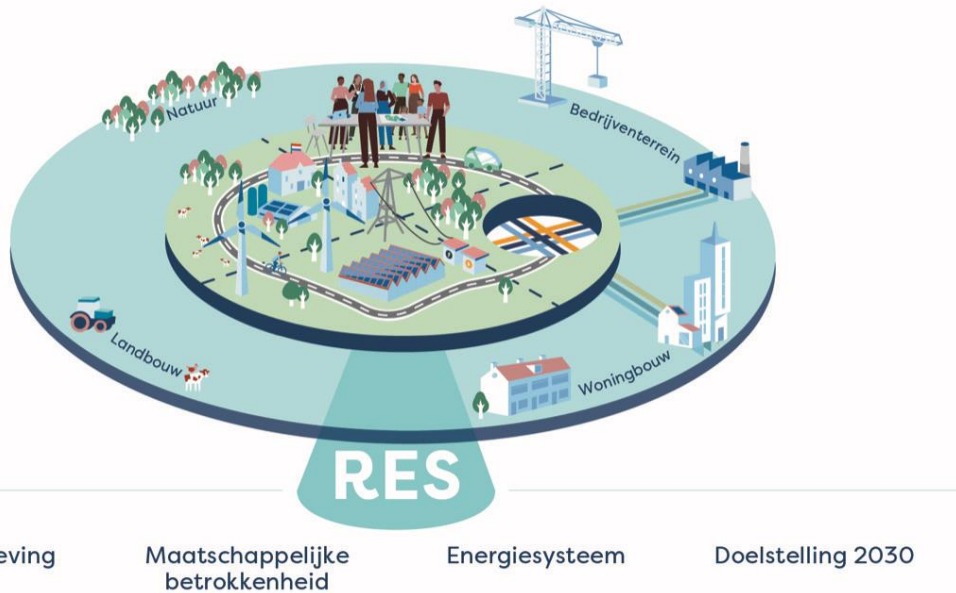 Natuur
Bedrijventerrein
Landbouw
Woningbouw
RES
eving
Maatschappelijke
betrokkenheid
Energiesysteem
Doelstelling 2030